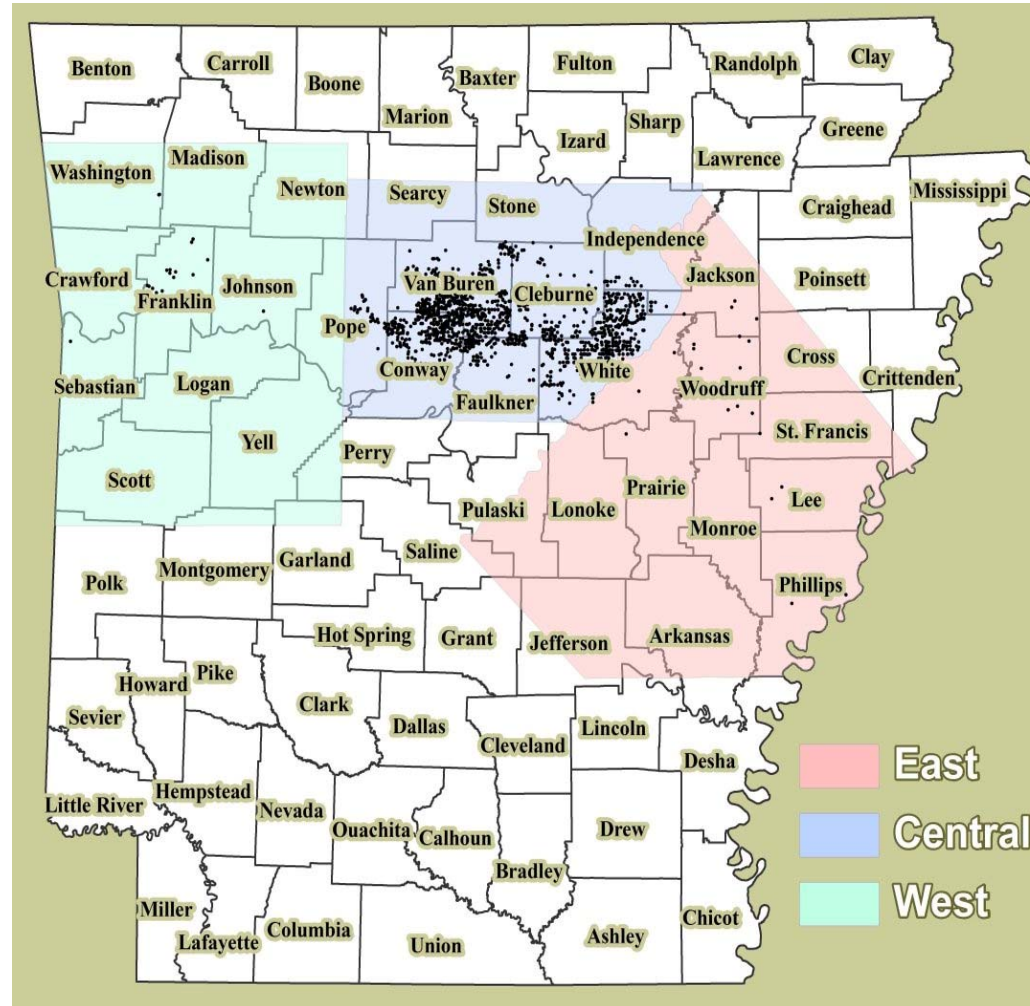 Benton
Carroll
Boone
Marion
Baxter
Fulton
Randolph
Clay
Izard
Sharp
Greene
Lawrence
Washington
Madison
Newton
Searcy
Stone
Independence
Jackson
Craighead
Mississippi
Poinsett
Crawford
Franklin
Johnson
Pope
Van Buren
Cleburne
Cross
Crittenden
Sebastian
Logan
Conway
Faulkner
White
Woodruff
St. Francis
Yell
Perry
Scott
Pulaski
Lonoke
Prairie
Monroe
Lee
Phillips
Polk
Montgomery
Garland
Saline
Hot Spring
Grant
Jefferson
Arkansas
Sevier
Howard
Pike
Clark
Dallas
Cleveland
Lincoln
Desha
Little River
Hempstead
Nevada
Ouachita
Calhoun
Bradley
Drew
Miller
Lafayette
Columbia
Union
Ashley
Chicot
East
Central
West